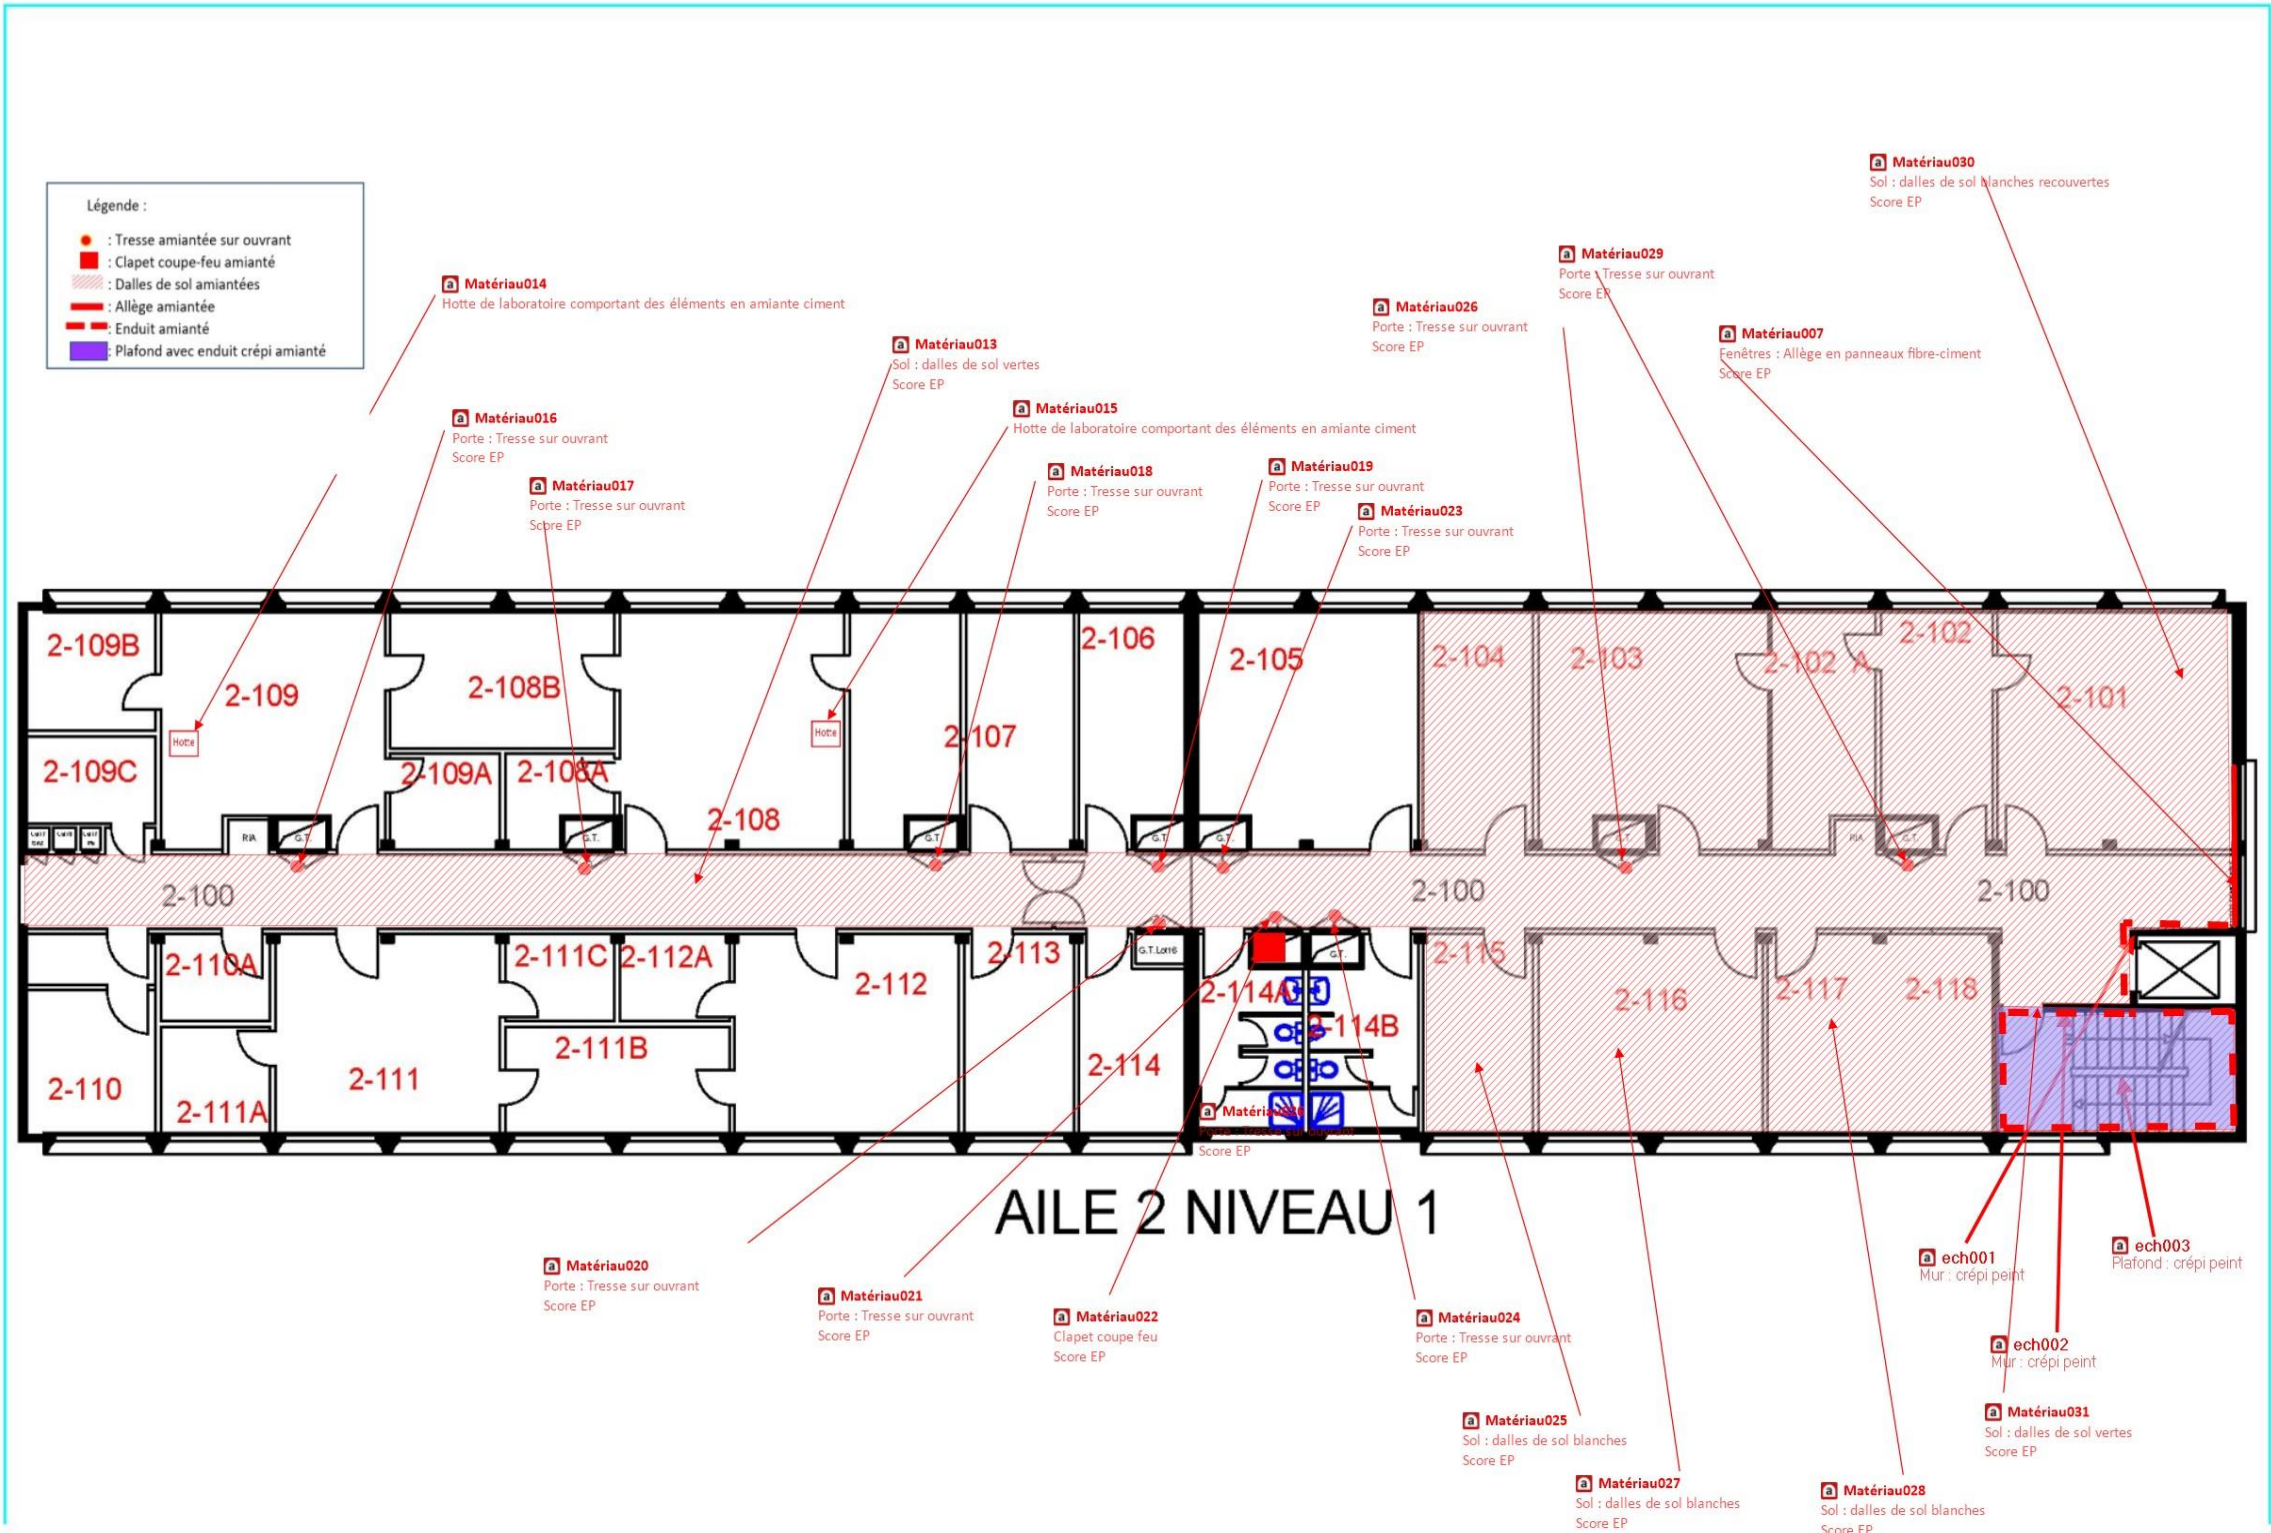 Légende :
: Tresse amiantée sur ouvrant
: Clapet coupe-feu amianté
: Dalles de sol amiantées
: Allège amiantée
: Enduit amianté
: Plafond avec enduit crépi amianté
a Matériau030
Sol : dalles de sol blanches recouvertes
Score EP
a Matériau029
Porte : Tresse sur ouvrant
Score EP
a Matériau014
Hotte de laboratoire comportant des éléments en amiante ciment
a Matériau026
Porte : Tresse sur ouvrant
Score EP
a Matériau007
Fenêtres : Allège en panneaux fibre-ciment
Score EP
a Matériau013
Sol : dalles de sol vertes
Score EP
a Matériau015
Hotte de laboratoire comportant des éléments en amiante ciment
a Matériau016
Porte : Tresse sur ouvrant
Score EP
a Matériau017
Porte : Tresse sur ouvrant
Score EP
a Matériau018
Porte : Tresse sur ouvrant
Score EP
a Matériau019
Porte : Tresse sur ouvrant
Score EP
a Matériau023
Porte : Tresse sur ouvrant
Score EP
2-109B
2-109
2-108B
2-107
2-106
2-105
2-104
2-103
2-102 A
2-102
2-101
Hotte
Hotte
2-109C
2-109A
2-108A
2-108
RIA
G.T.
G.T.
G.T.
G.T.
G.T.
G.T.
RIA
G.T.
2-100
2-100
2-100
2-110A
2-111C
2-112A
2-112
2-113
G.T.Lot16
G.T.
2-115
2-114A
2-114B
2-116
2-117
2-118
2-110
2-111A
2-111
2-111B
2-114
a Matériau020
Porte : Tresse sur ouvrant
Score EP
AILE 2 NIVEAU 1
a Matériau020
Porte : Tresse sur ouvrant
Score EP
a Matériau021
Porte : Tresse sur ouvrant
Score EP
a Matériau022
Clapet coupe feu
Score EP
a Matériau024
Porte : Tresse sur ouvrant
Score EP
a ech001
Mur : crépi peint
a ech003
Plafond : crépi peint
a ech002
Mur : crépi peint
a Matériau025
Sol : dalles de sol blanches
Score EP
a Matériau031
Sol : dalles de sol vertes
Score EP
a Matériau027
Sol : dalles de sol blanches
Score EP
a Matériau028
Sol : dalles de sol blanches
Score EP